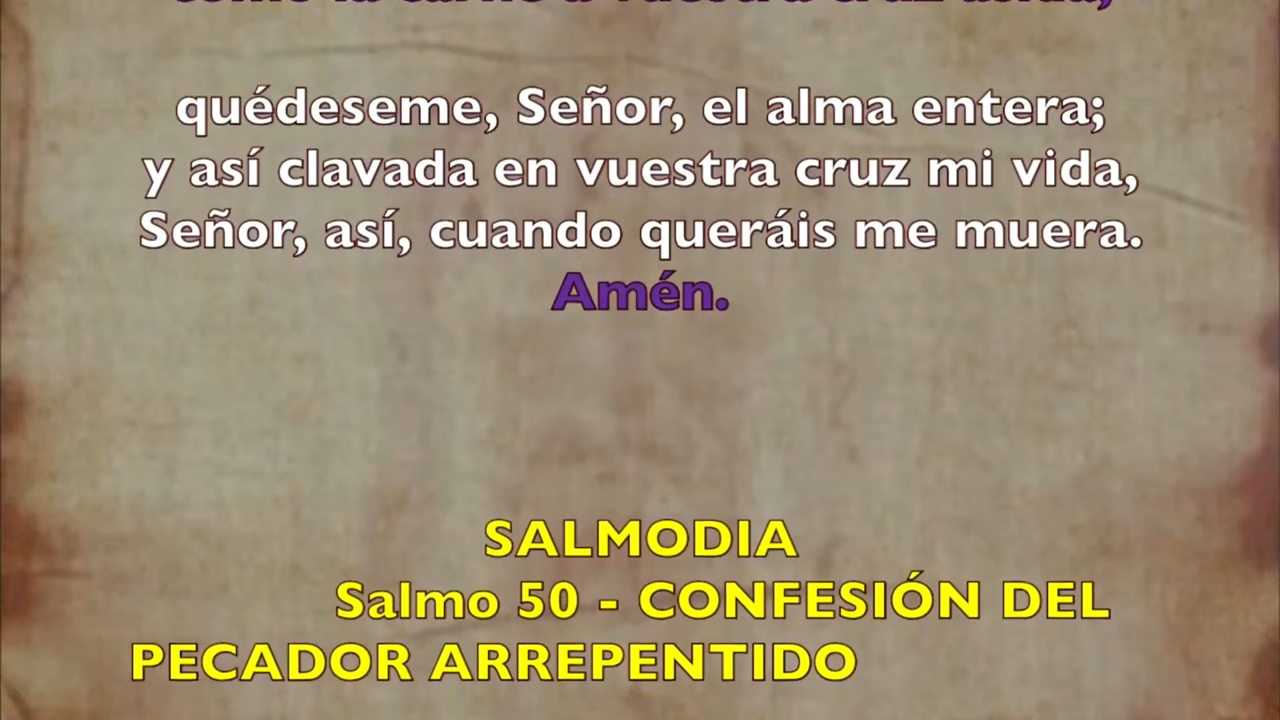 quédeseme, Señor, el alma entera;
y así clavada en vuestra cruz mi vida,
Señor, así, cuando queráis me muera.
Amén.
SALMODIA
Salmo 50 - CONFESIÓN DEL
PECADOR ARREPENTIDO